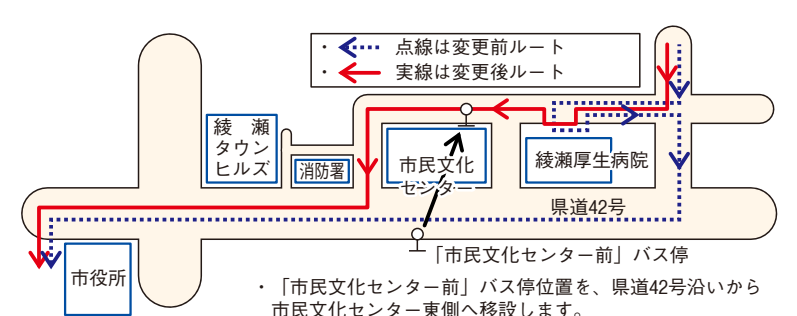 ・ 点線は変更前ルート
・ 実線は変更後ルート
綾瀬
タウン
ヒルズ
消防署
市民文化
センター
綾瀬厚生病院
県道42号
「市民文化センター前」バス停
市役所
・「市民文化センター前」バス停位置を、県道42号沿いから
市民文化センター東側へ移設します。